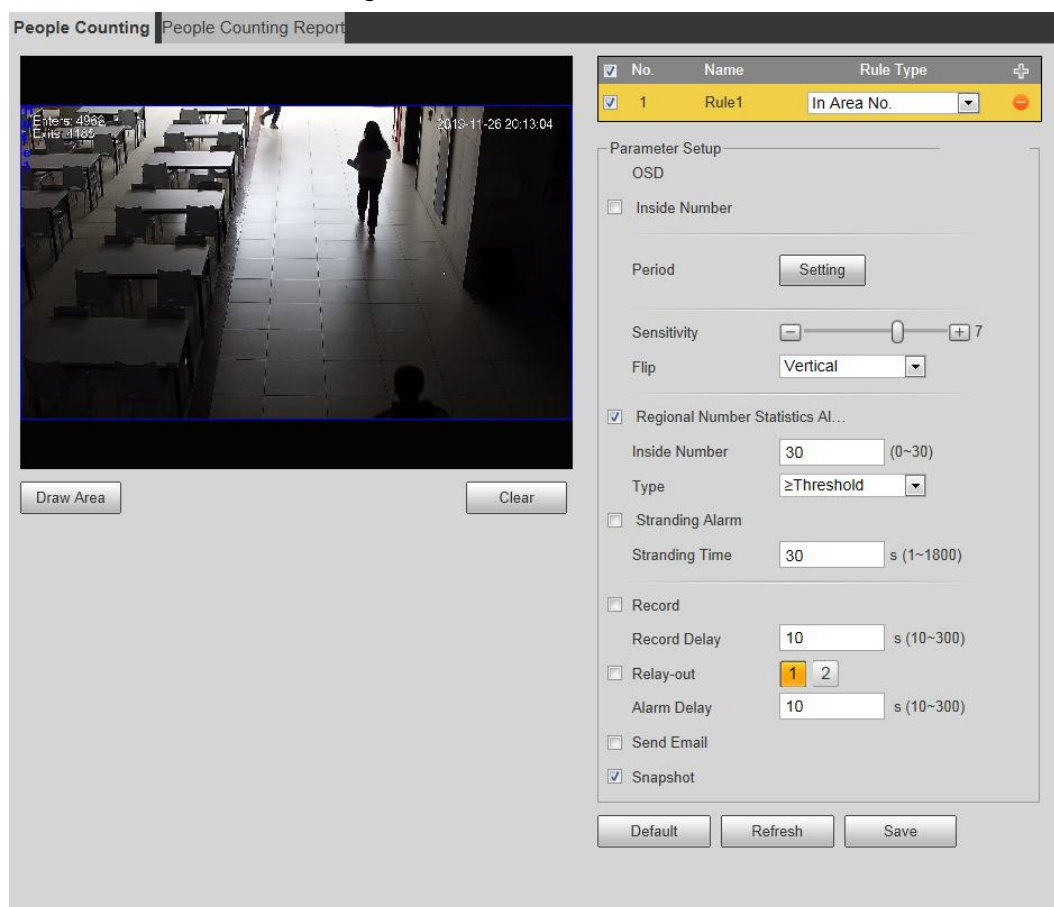 People Counting People Counting Report
No. Name Rule Type
1 Rule1 In Area No.
Enters: 4962
Exits: 4185
2019-11-26 20:13:04
Parameter Setup
OSD
Inside Number
Period Setting
Sensitivity 7
Flip Vertical
Regional Number Statistics Al...
Inside Number 30 (0~30)
Type ≥Threshold
Stranding Alarm
Stranding Time 30 s (1~1800)
Record
Record Delay 10 s (10~300)
Relay-out 1 2
Alarm Delay 10 s (10~300)
Send Email
Snapshot
Draw Area Clear
Default Refresh Save